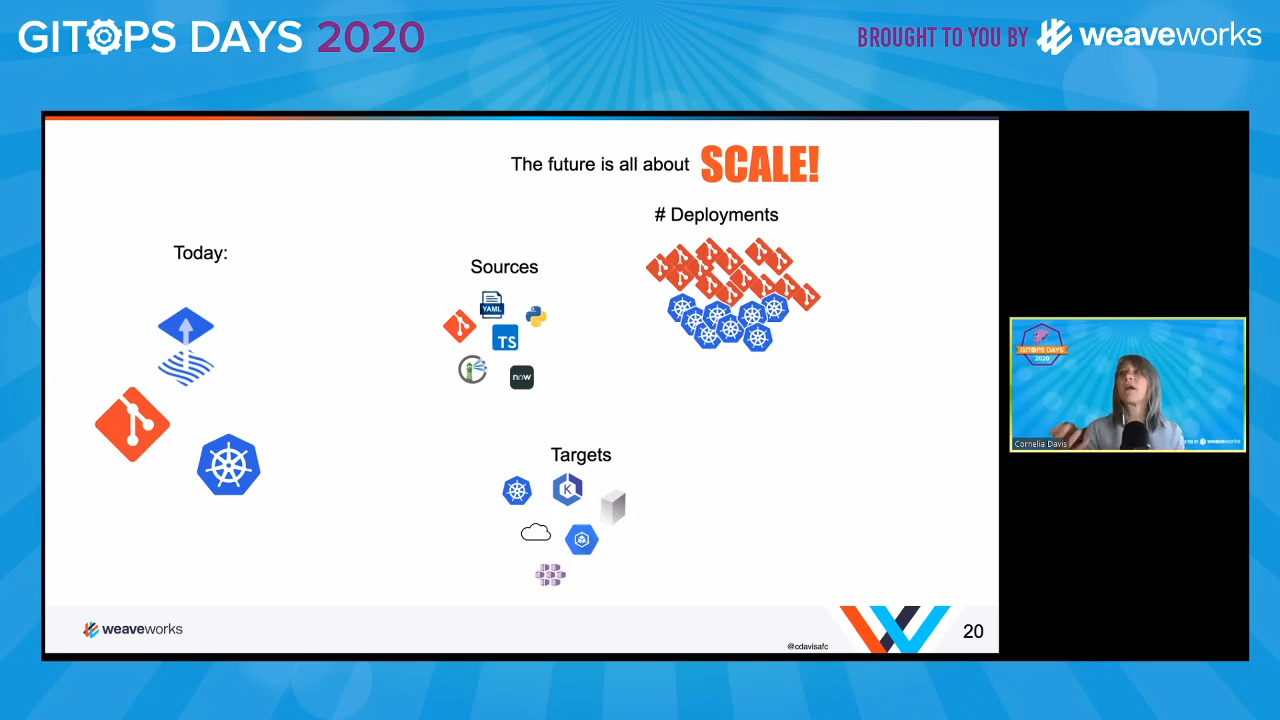 GITOPS DAYS 2020
BROUGHT TO YOU BY weaveworks
The future is all about SCALE!
# Deployments
Today:
Sources
YAML
TS
now
Targets
K
GITOPS DAYS
2020
Cornelia Davis
weaveworks
weaveworks
@cdavisafc
20